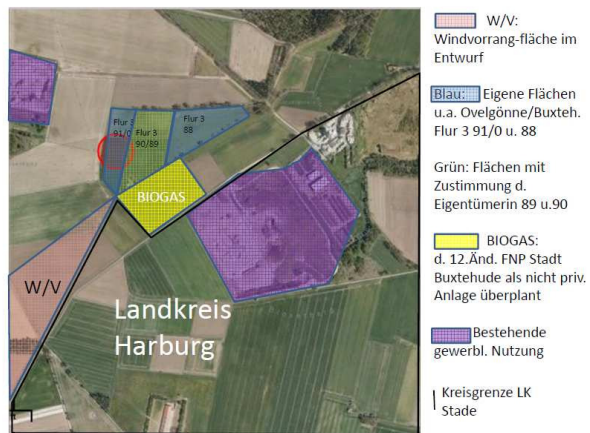 Flur 3
91/0
Flur 3
90/89
Flur 3
88
BIOGAS
W/V
Landkreis
Harburg
W/V:
Windvorrang-fläche im
Entwurf
Blau: Eigene Flächen
u.a. Ovelgönne/Buxteh.
Flur 3 91/0 u. 88
Grün: Flächen mit
Zustimmung d.
Eigentümerin 89 u.90
BIOGAS:
d. 12.Änd. FNP Stadt
Buxtehude als nicht priv.
Anlage überplant
Bestehende
gewerbl. Nutzung
Kreisgrenze LK
Stade